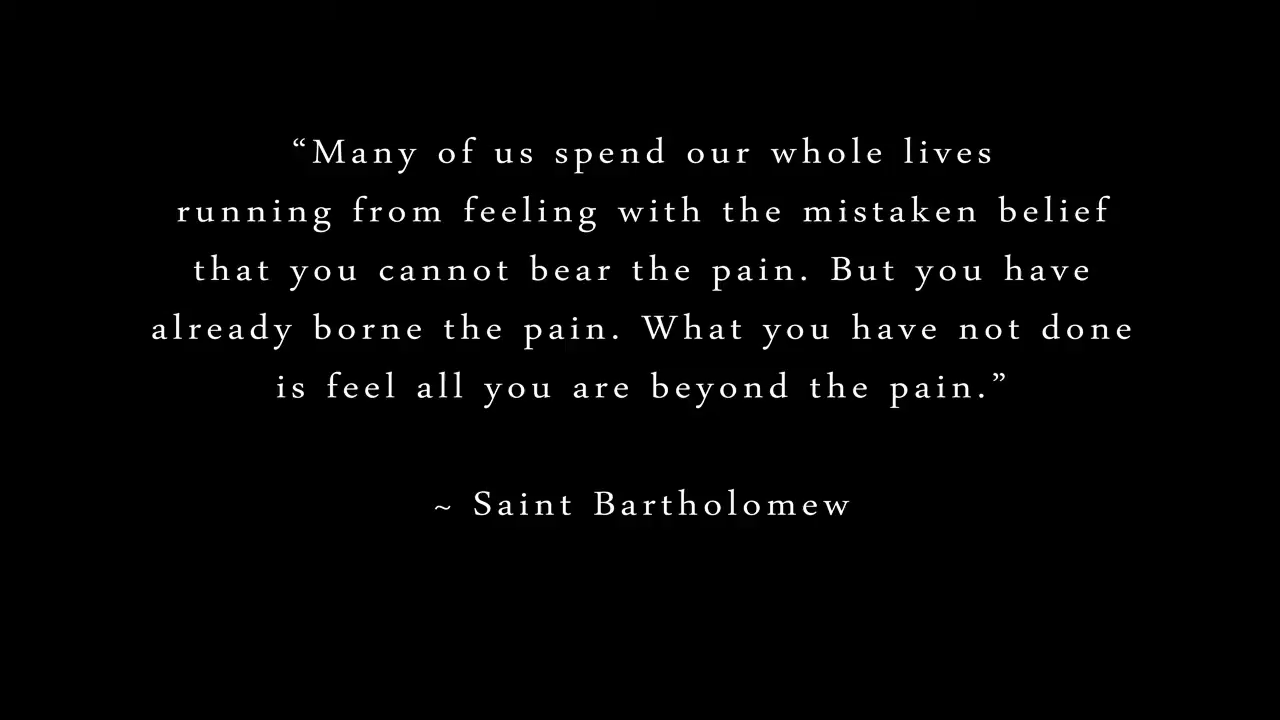 “Many of us spend our whole lives
running from feeling with the mistaken belief
that you cannot bear the pain. But you have
already borne the pain. What you have not done
is feel all you are beyond the pain.”
~ Saint Bartholomew